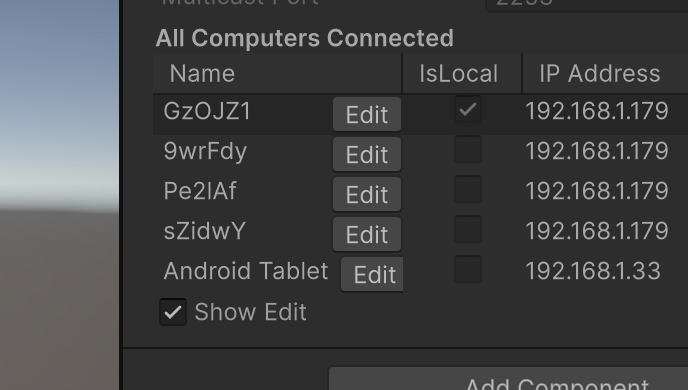 Multicast Port
All Computers Connected
Name IsLocal IP Address
GzOJZ1 Edit 192.168.1.179
9wrFdy Edit 192.168.1.179
Pe2lAf Edit 192.168.1.179
sZidwY Edit 192.168.1.179
Android Tablet Edit 192.168.1.33
Show Edit
Add Component